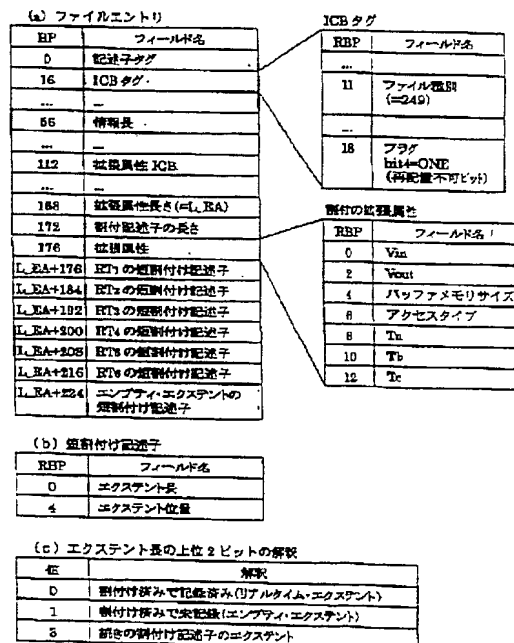 (a) ファイルエントリ
BP フィールド名
0 記述子タグ
16 ICBタグ
... ...
56 情報長
... ...
112 拡張属性 ICB
... ...
168 拡張属性長さ(=L_EA)
172 割付記述子の長さ
176 拡張属性
L_EA+176 RT1の短割付け記述子
L_EA+184 RT2の短割付け記述子
L_EA+192 RT3の短割付け記述子
L_EA+200 RT4の短割付け記述子
L_EA+208 の短割付け記述子
L_EA+216 の短割付け記述子
L_EA+224 エンプティ・エクステントの
短割付け記述子
ICBタグ
RBP フィールド名
...
11 ファイル種別
(=249)
...
18 フラグ
bit4=ONE
(再配置不可ビット)
割付の拡張属性
RBP フィールド名
0 Vin
2 Vout
4 バッファメモリサイズ
6 アクセスタイプ
8 Ta
10 Tb
12 Tc
(b) 短割付け記述子
RBP フィールド名
0 エクステント長
4 エクステント位置
(c) エクステント長の上位2ビットの解釈
値 解釈
0 割付け済みで記録済み(リアルタイム・エクステント)
1 割付け済みで未記録(エンプティ・エクステント)
3 続きの割付け記述子のエクステント